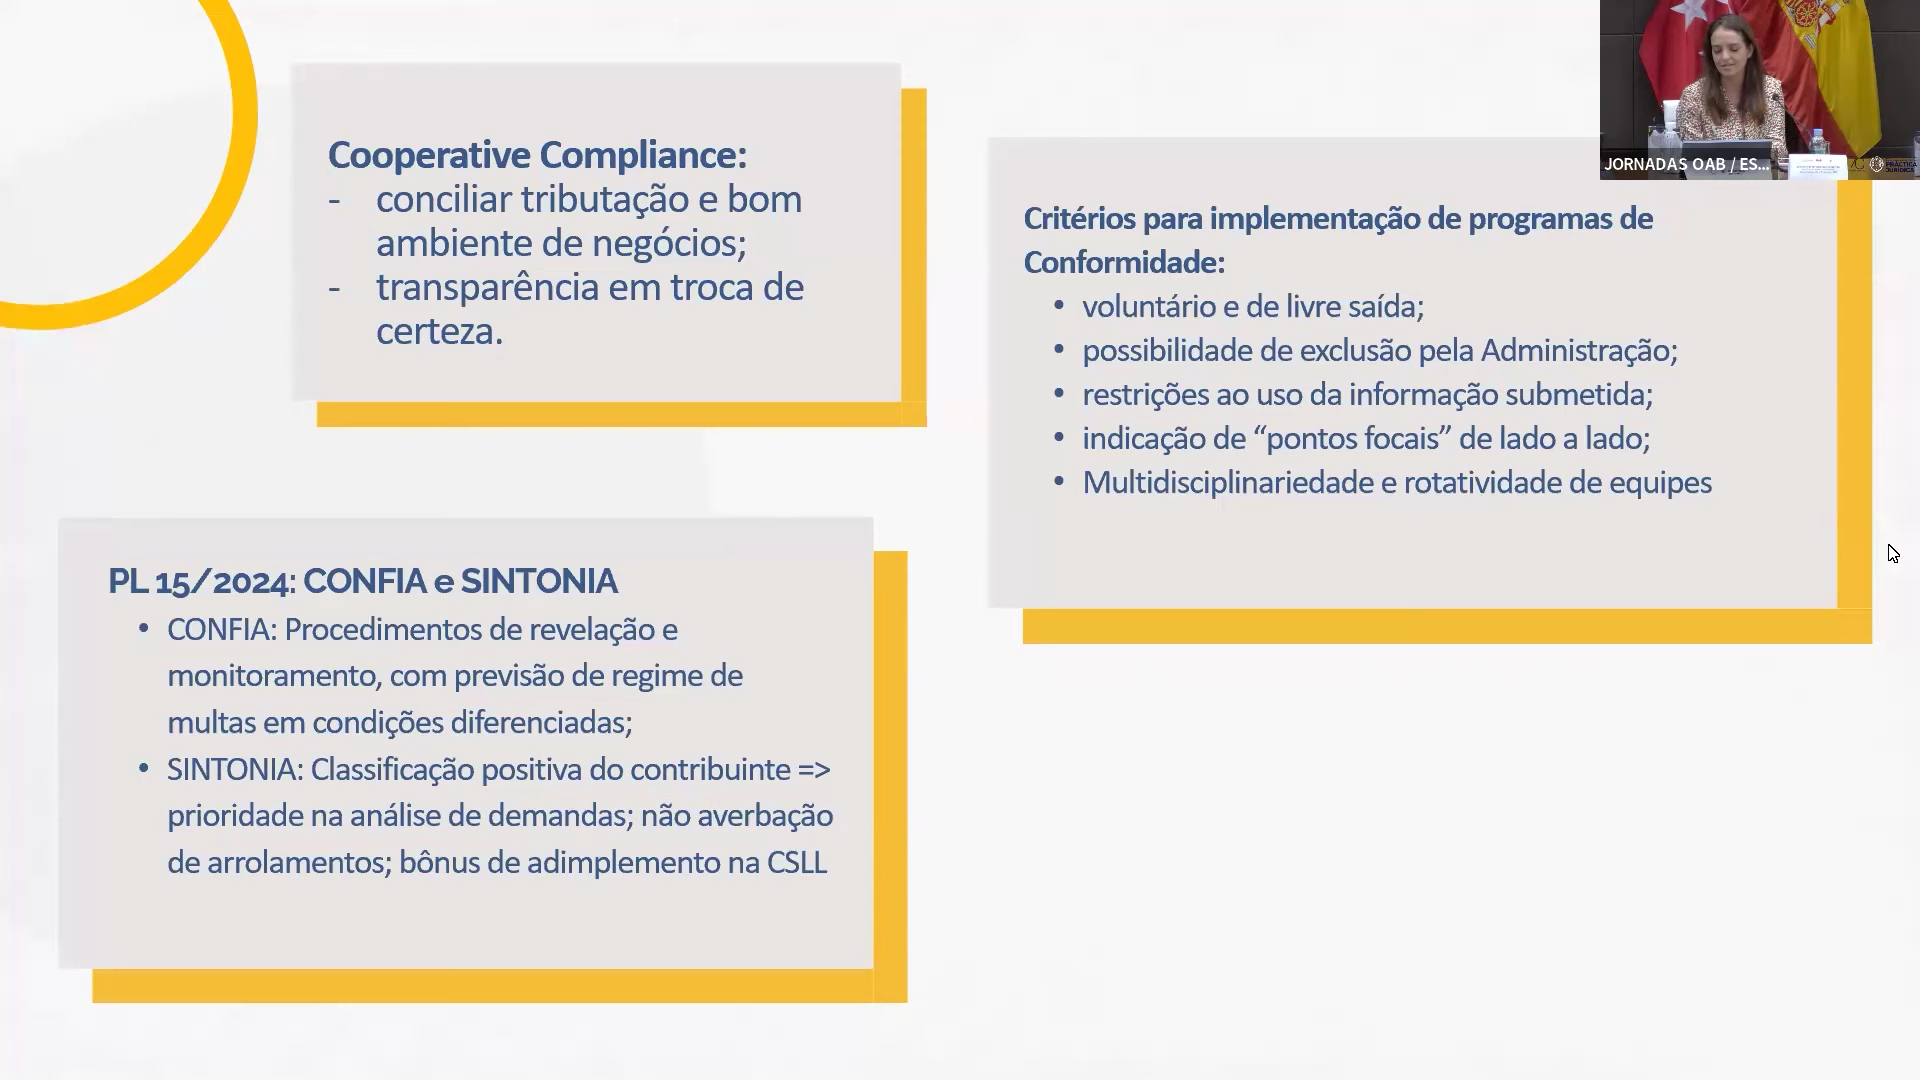 Cooperative Compliance:
- conciliar tributação e bom
ambiente de negócios;
- transparência em troca de
certeza.
PL 15/2024: CONFIA e SINTONIA
• CONFIA: Procedimentos de revelação e
monitoramento, com previsão de regime de
multas em condições diferenciadas;
• SINTONIA: Classificação positiva do contribuinte =>
prioridade na análise de demandas; não averbação
de arrolamentos; bônus de adimplemento na CSLL
Critérios para implementação de programas de
Conformidade:
• voluntário e de livre saída;
• possibilidade de exclusão pela Administração;
• restrições ao uso da informação submetida;
• indicação de “pontos focais” de lado a lado;
• Multidisciplinariedade e rotatividade de equipes
JORNADAS OAB / ES...
PRÁCTICA
JURÍDICA